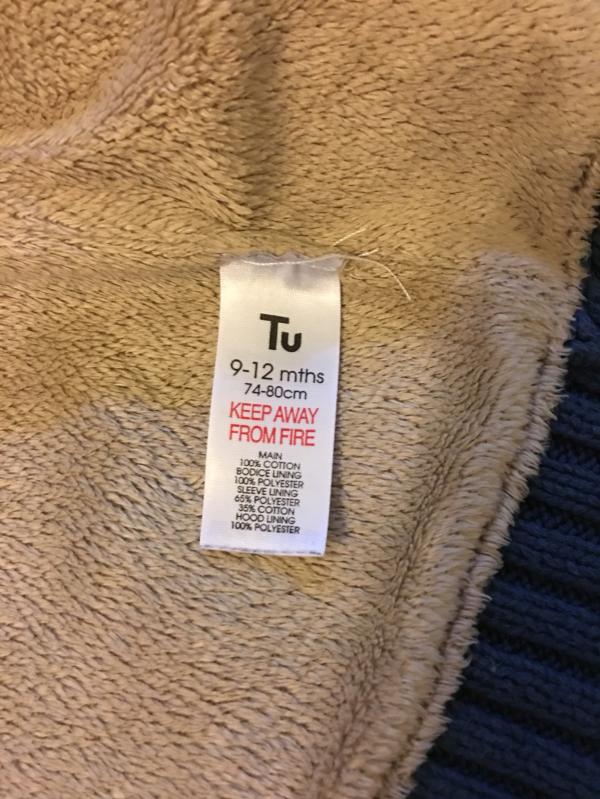 Tu
9-12 mths
74-80cm
KEEP AWAY
FROM FIRE
MAIN
100% COTTON
BODICE LINING
100% POLYESTER
SLEEVE LINING
65% POLYESTER
35% COTTON
HOOD LINING
100% POLYESTER